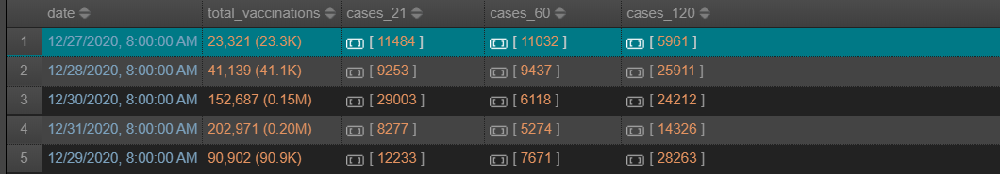 date total_vaccinations cases_21 cases_60 cases_120
1 12/27/2020, 8:00:00 AM 23,321 (23.3K) [ 11484 ] [ 11032 ] [ 5961 ]
2 12/28/2020, 8:00:00 AM 41,139 (41.1K) [ 9253 ] [ 9437 ] [ 25911 ]
3 12/30/2020, 8:00:00 AM 152,687 (0.15M) [ 29003 ] [ 6118 ] [ 24212 ]
4 12/31/2020, 8:00:00 AM 202,971 (0.20M) [ 8277 ] [ 5274 ] [ 14326 ]
5 12/29/2020, 8:00:00 AM 90,902 (90.9K) [ 12233 ] [ 7671 ] [ 28263 ]